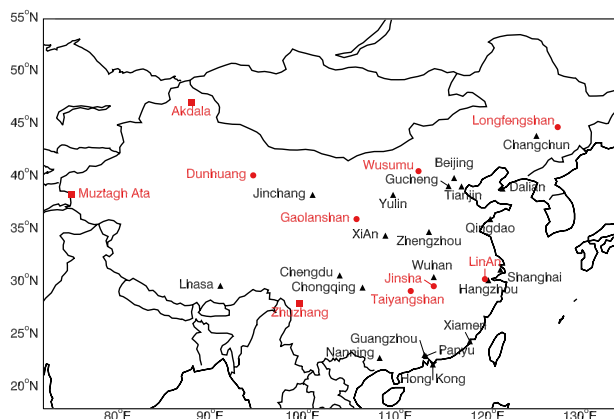 55°N
50°N
45°N
40°N
35°N
30°N
25°N
20°N
Akdala
Longfengshan
Changchun
Beijing
Wusumu
Dunhuang
Gucheng
Muztagh Ata
Jinchang
Tianjin
Dalian
Yulin
Gaolanshan
Qingdao
XiAn
Zhengzhou
LinAn
Wuhan
Chengdu
Shanghai
Jinsha
Lhasa
Chongqing
Hangzhou
Taiyangshan
Zhuzhang
Xiamen
Guangzhou
Nanning
Panyu
Hong Kong
80°E
90°E
100°E
110°E
120°E
130°E